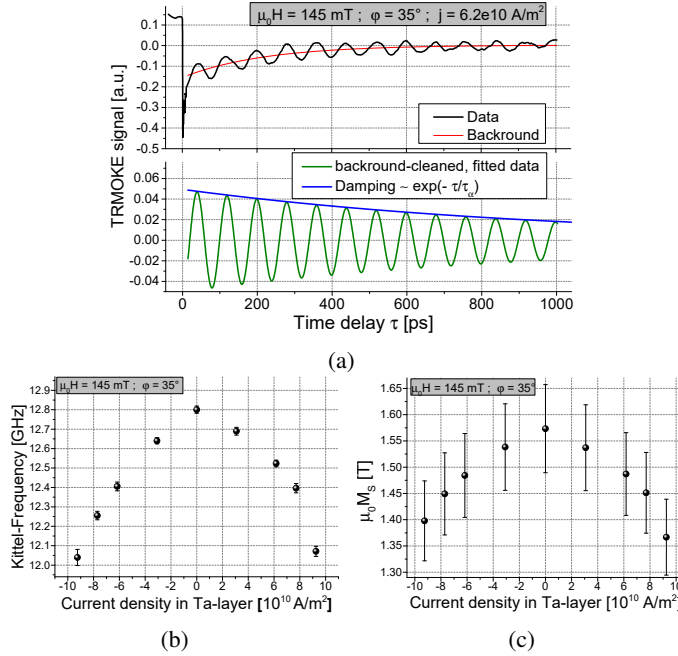 μ₀H = 145 mT ; φ = 35° ; j = 6.2e10 A/m²
0.1
0.0
-0.1
-0.2
-0.3
-0.4
-0.5
Data
Backround
TRMOKE signal [a.u.]
backround-cleaned, fitted data
Damping ~ exp(- τ/τα)
0.06
0.04
0.02
0.00
-0.02
-0.04
0 200 400 600 800 1000
Time delay τ [ps]
(a)
μ₀H = 145 mT ; φ = 35°
12.9
12.8
12.7
12.6
12.5
12.4
12.3
12.2
12.1
12.0
Kittel-Frequency [GHz]
-10 -8 -6 -4 -2 0 2 4 6 8 10
Current density in Ta-layer [10¹⁰ A/m²]
(b)
μ₀H = 145 mT ; φ = 35°
1.65
1.60
1.55
1.50
1.45
1.40
1.35
1.30
μ₀Mₛ [T]
-10 -8 -6 -4 -2 0 2 4 6 8 10
Current density in Ta-layer [10¹⁰ A/m²]
(c)